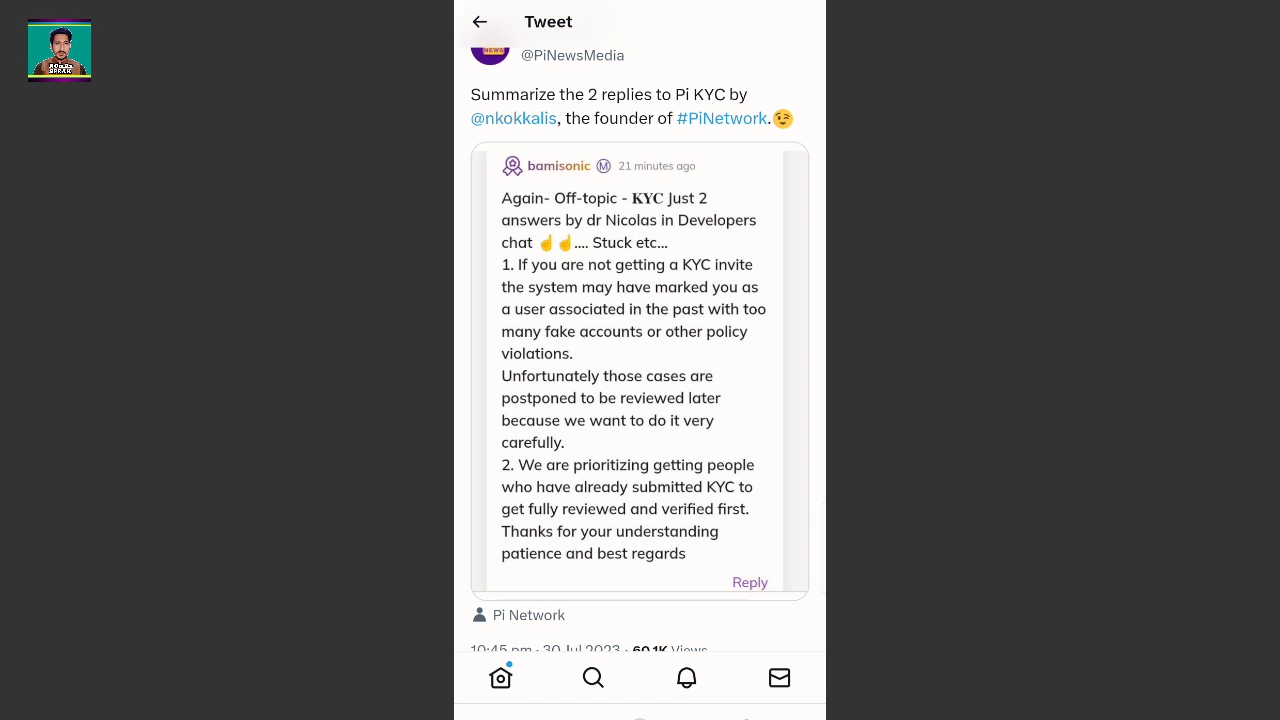 Tweet
NEWS
@PiNewsMedia
Summarize the 2 replies to Pi KYC by
@nkokkalis, the founder of #PiNetwork.😉
bamisonic Ⓜ 21 minutes ago
Again- Off-topic - 𝐊𝐘𝐂 Just 2
answers by dr Nicolas in Developers
chat ☝☝.... Stuck etc...
1. If you are not getting a KYC invite
the system may have marked you as
a user associated in the past with too
many fake accounts or other policy
violations.
Unfortunately those cases are
postponed to be reviewed later
because we want to do it very
carefully.
2. We are prioritizing getting people
who have already submitted KYC to
get fully reviewed and verified first.
Thanks for your understanding
patience and best regards
Reply
Pi Network
10:45 pm · 30 Jul 2023 · 60.1K Views